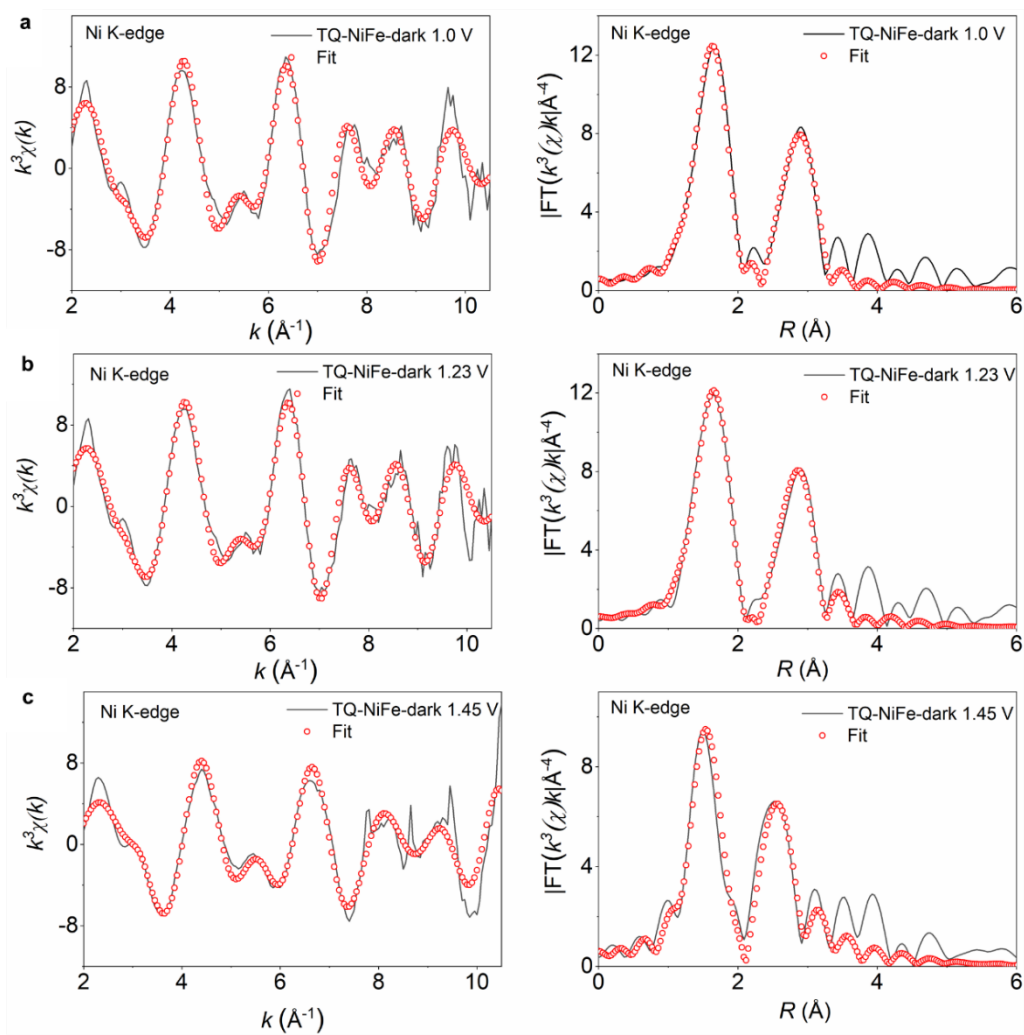 a
Ni K-edge
TQ-NiFe-dark 1.0 V
Fit
8
0
-8
k³χ(k)
2 4 6 8 10
k (Å⁻¹)
Ni K-edge
TQ-NiFe-dark 1.0 V
Fit
12
8
4
0
|FT(k³(χ)k|Å⁻⁴
0 2 4 6
R (Å)
b
Ni K-edge
TQ-NiFe-dark 1.23 V
Fit
8
0
-8
k³χ(k)
2 4 6 8 10
k (Å⁻¹)
Ni K-edge
TQ-NiFe-dark 1.23 V
Fit
12
8
4
0
|FT(k³(χ)k|Å⁻⁴
0 2 4 6
R (Å)
c
Ni K-edge
TQ-NiFe-dark 1.45 V
Fit
8
0
-8
k³χ(k)
2 4 6 8 10
k (Å⁻¹)
Ni K-edge
TQ-NiFe-dark 1.45 V
Fit
8
4
0
|FT(k³(χ)k|Å⁻⁴
0 2 4 6
R (Å)